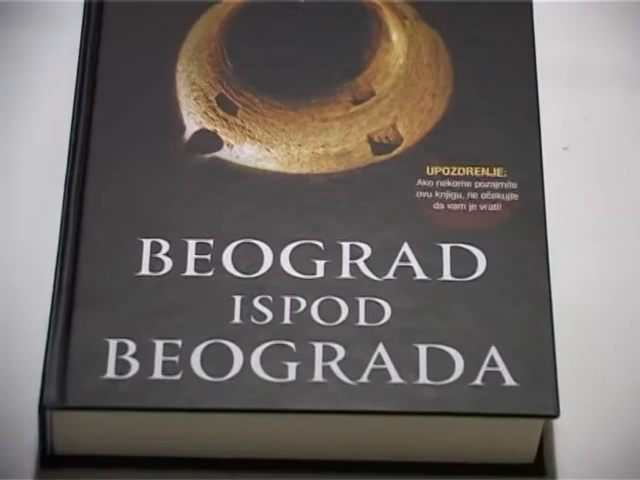 UPOZORENJE:
Ako nekome pozajmite
ovu knjigu, ne očekujte
da vam je vrati!
BEOGRAD
ISPOD
BEOGRADA